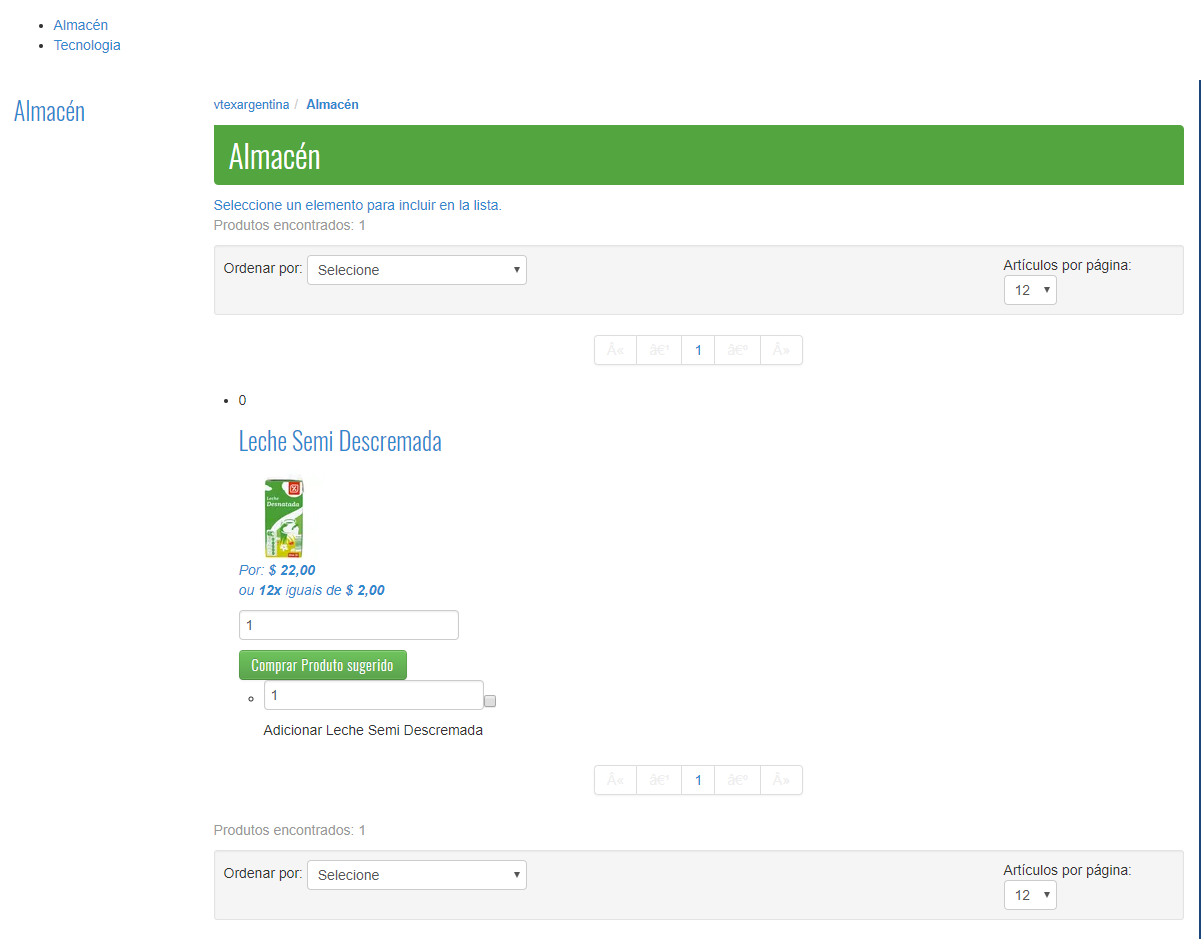 Almacén
Tecnologia
Almacén
vtexargentina / Almacén
Almacén
Seleccione un elemento para incluir en la lista.
Produtos encontrados: 1
Ordenar por: Selecione
Artículos por página:
12
Â« â€¹ 1 â€º Â»
0
Leche Semi Descremada
Leche
Desnatada
Por: $ 22,00
ou 12x iguais de $ 2,00
1
Comprar Produto sugerido
1
Adicionar Leche Semi Descremada
Â« â€¹ 1 â€º Â»
Produtos encontrados: 1
Ordenar por: Selecione
Artículos por página:
12